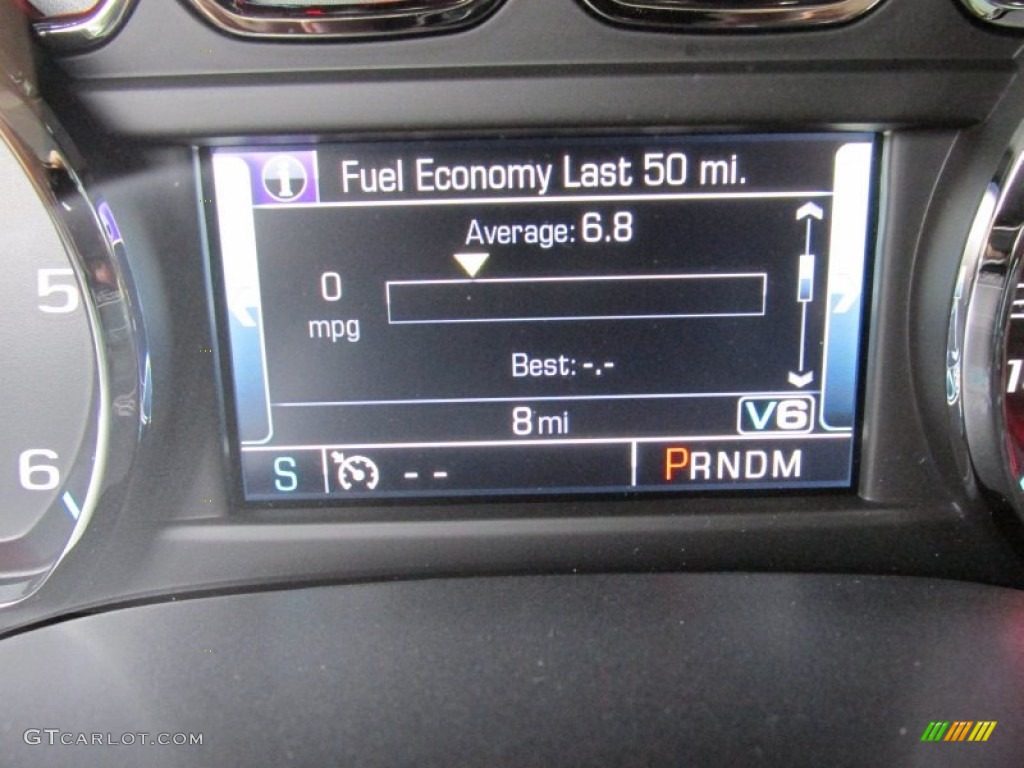 Fuel Economy Last 50 mi.
Average: 6.8
0
mpg
Best: -.-
8 mi
V6
S
- -
PRNDM
5
6
GTCARLOT.COM